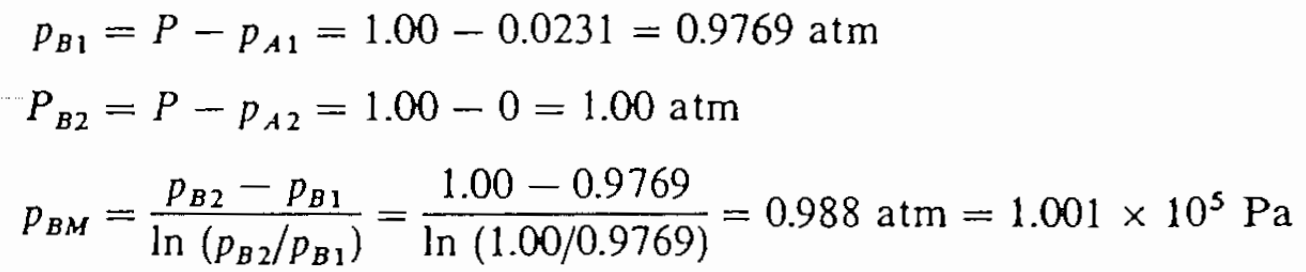 p_{B1} = P − p_{A1} = 1.00 − 0.0231 = 0.9769 atm
P_{B2} = P − p_{A2} = 1.00 − 0 = 1.00 atm
p_{BM} = \frac{p_{B2} − p_{B1}}{\ln (p_{B2}/p_{B1})} = \frac{1.00 − 0.9769}{\ln (1.00/0.9769)} = 0.988 atm = 1.001 × 10^5 Pa